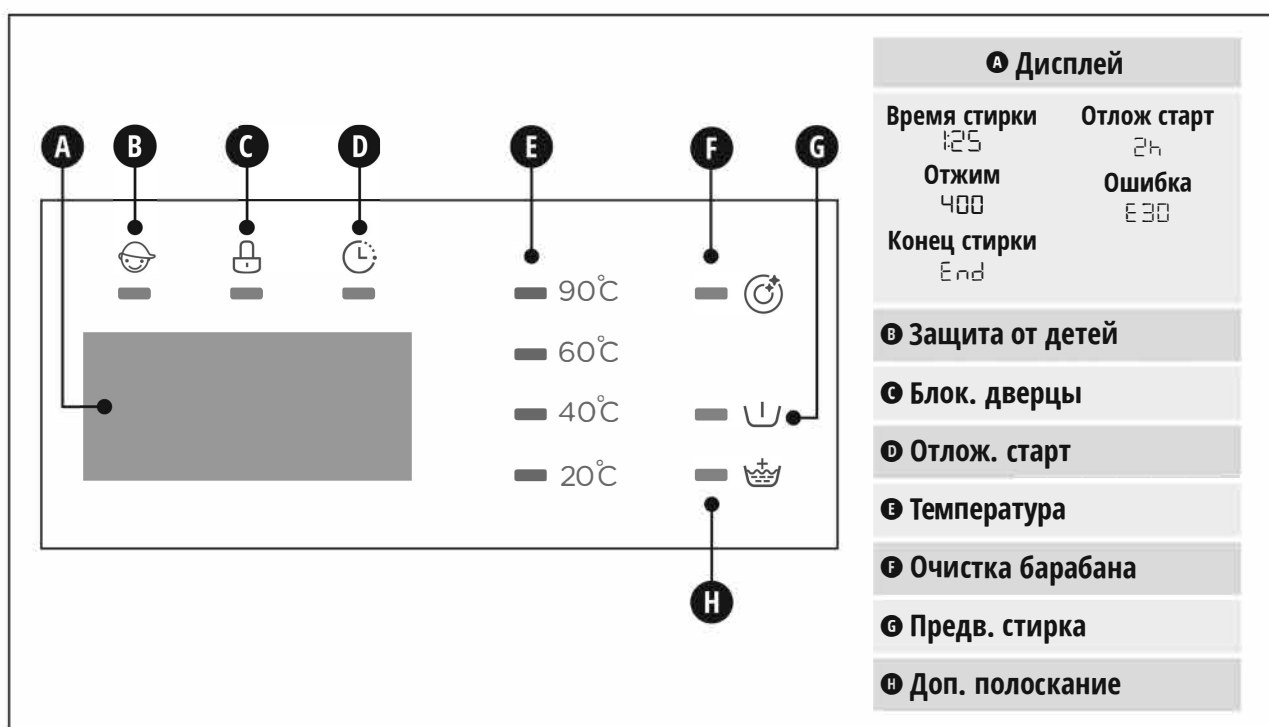 A B C D E F G
90°C
60°C
40°C
20°C
H
A Дисплей
Время стирки Отлож старт
1:25 2h
Отжим Ошибка
400 E30
Конец стирки
End
B Защита от детей
C Блок. дверцы
D Отлож. старт
E Температура
F Очистка барабана
G Предв. стирка
H Доп. полоскание